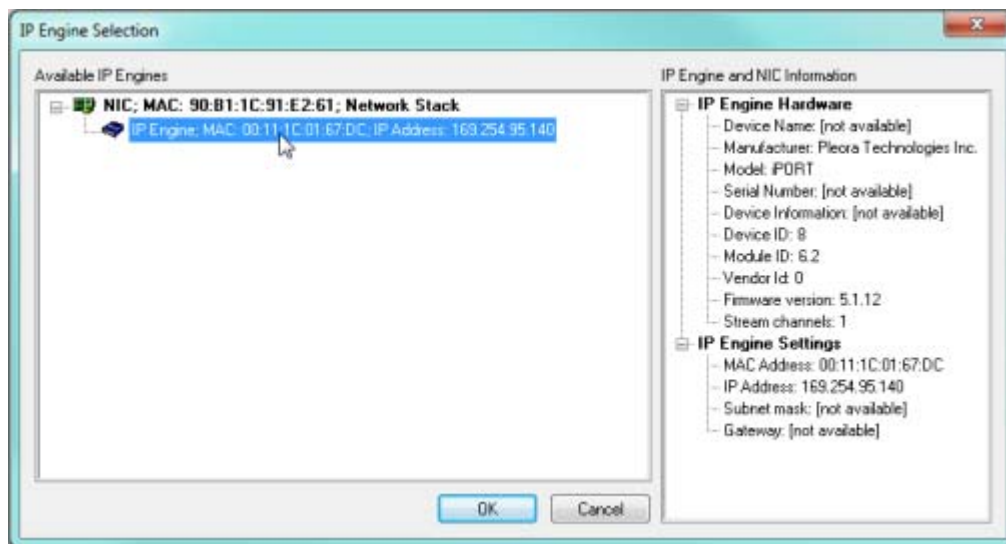 IP Engine Selection
Available IP Engines
NIC; MAC: 90:B1:1C:91:E2:61; Network Stack
IP Engine; MAC: 00:11:1C:01:67:DC; IP Address: 169.254.95.140
OK
Cancel
IP Engine and NIC Information
IP Engine Hardware
Device Name: [not available]
Manufacturer: Pleora Technologies Inc.
Model: iPORT
Serial Number: [not available]
Device Information: [not available]
Device ID: 8
Module ID: 6.2
Vendor Id: 0
Firmware version: 5.1.12
Stream channels: 1
IP Engine Settings
MAC Address: 00:11:1C:01:67:DC
IP Address: 169.254.95.140
Subnet mask: [not available]
Gateway: [not available]